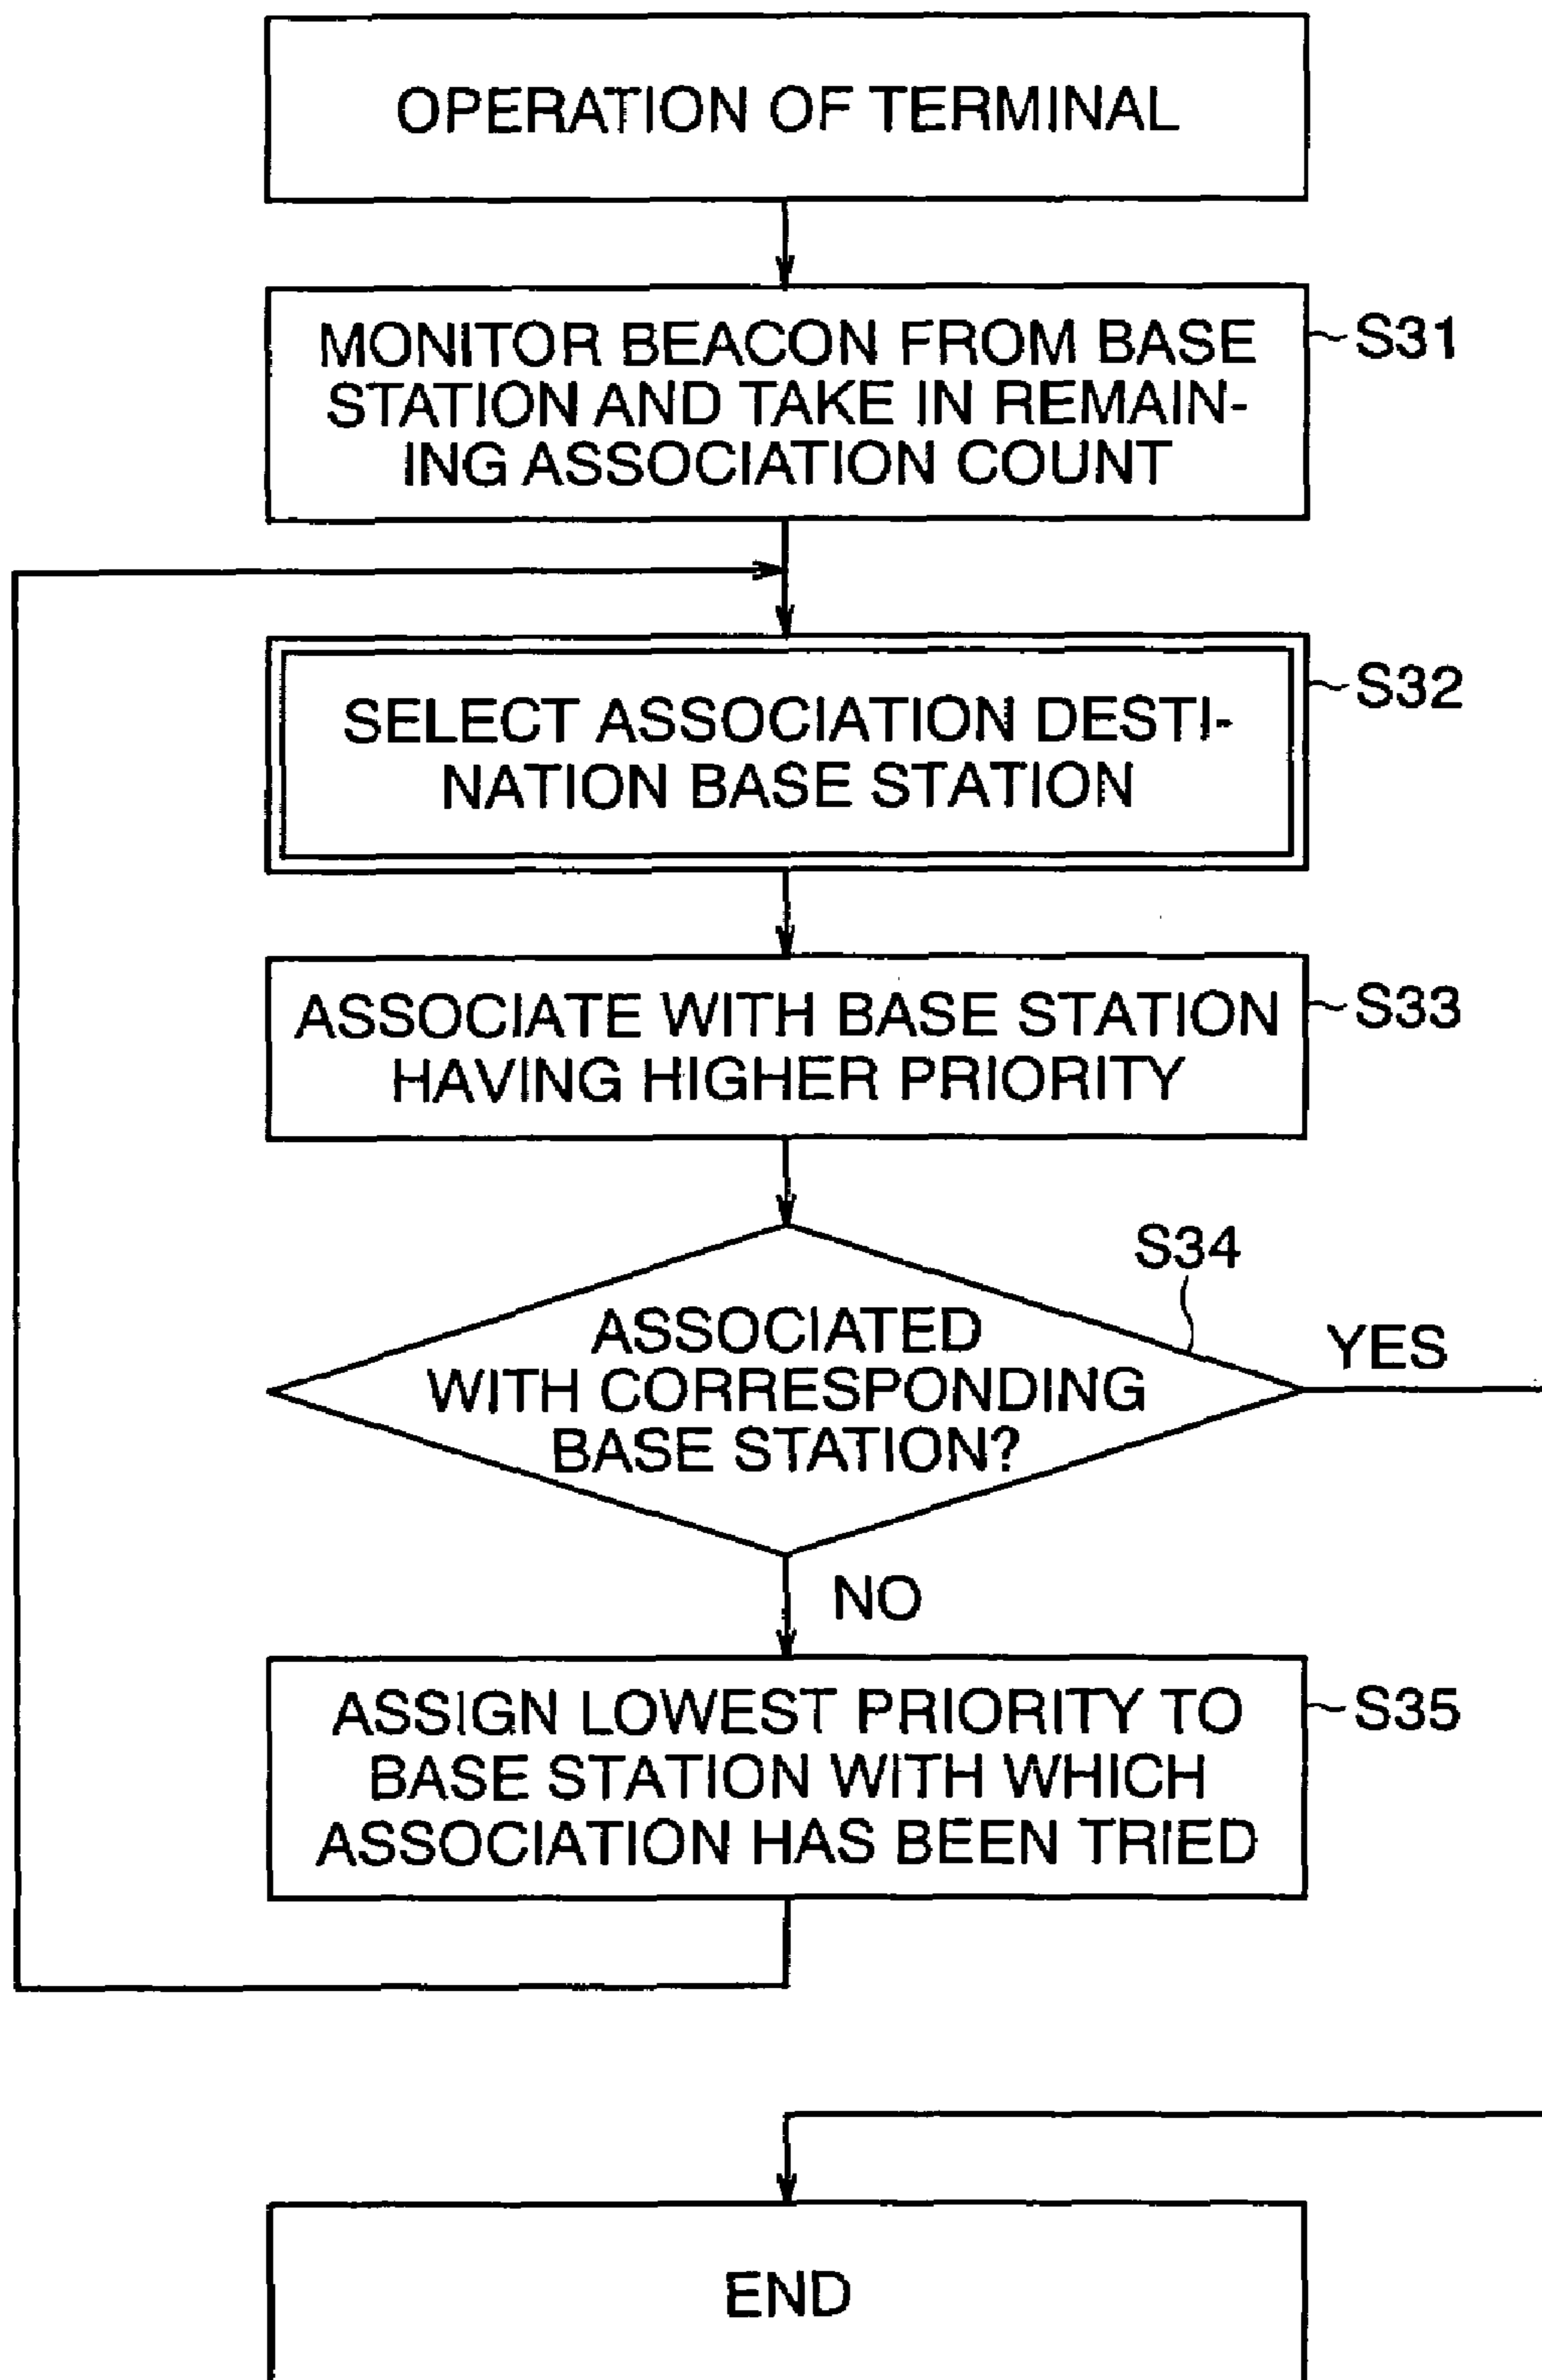 OPERATION OF TERMINAL
MONITOR BEACON FROM BASE
STATION AND TAKE IN REMAIN-
ING ASSOCIATION COUNT
S31
SELECT ASSOCIATION DESTI-
NATION BASE STATION
S32
ASSOCIATE WITH BASE STATION
HAVING HIGHER PRIORITY
S33
S34
ASSOCIATED
WITH CORRESPONDING
BASE STATION?
YES
NO
ASSIGN LOWEST PRIORITY TO
BASE STATION WITH WHICH
ASSOCIATION HAS BEEN TRIED
S35
END